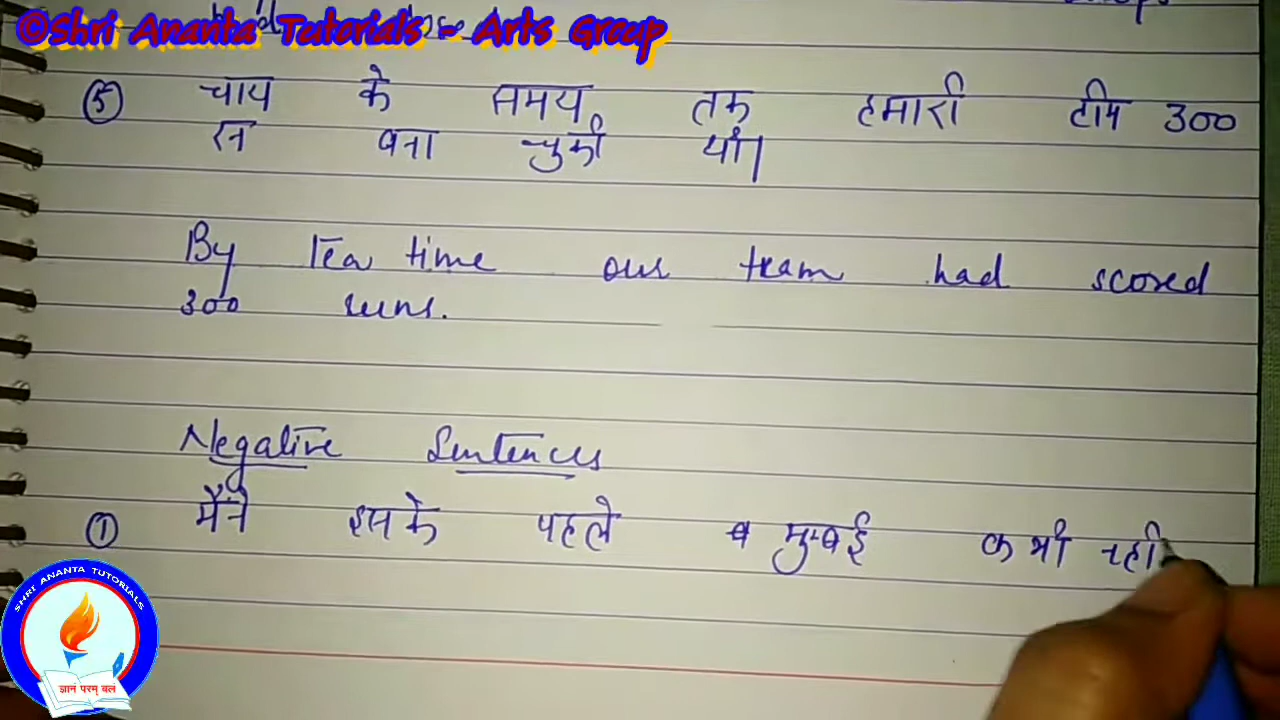 ©Shri Ananta Tutorials - Arts Group
⑤ चाय के समय तक हमारी टीम 300
रन बना चुकी थी।
By Tea time our team had scored
300 runs.
Negative Sentences
① मैंने इसके पहले मुम्बई कभी नहीं
SHRI ANANTA TUTORIALS
ज्ञानं परम् बलं